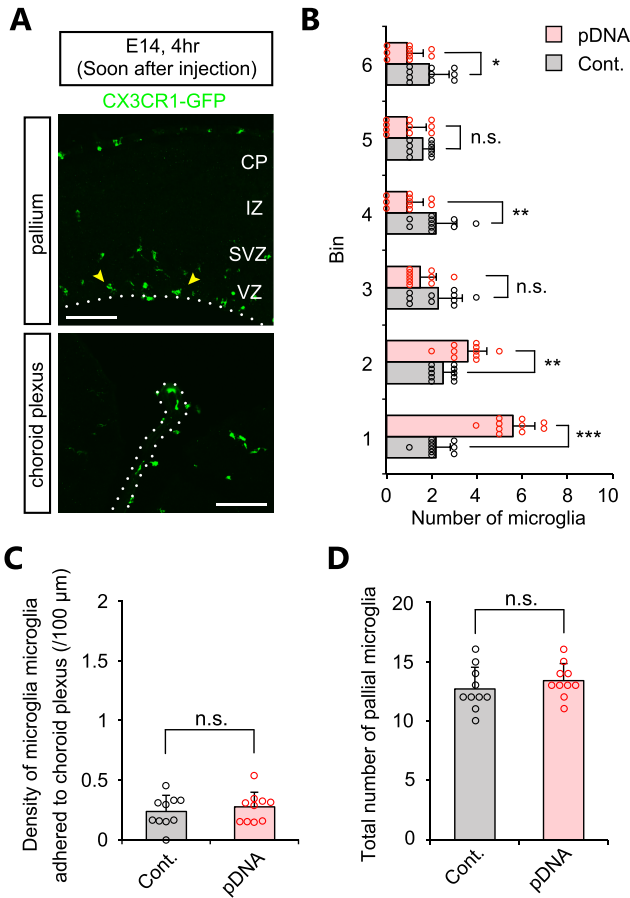 A
E14, 4hr
(Soon after injection)
CX3CR1-GFP
pallium
CP
IZ
SVZ
VZ
choroid plexus
B
pDNA
Cont.
Bin
6
*
5
n.s.
4
**
3
n.s.
2
**
1
***
0 2 4 6 8 10
Number of microglia
C
Density of microglia microglia
adhered to choroid plexus (/100 μm)
2
1.5
1
0.5
0
n.s.
Cont.
pDNA
D
Total number of pallial microglia
20
15
10
5
0
n.s.
Cont.
pDNA